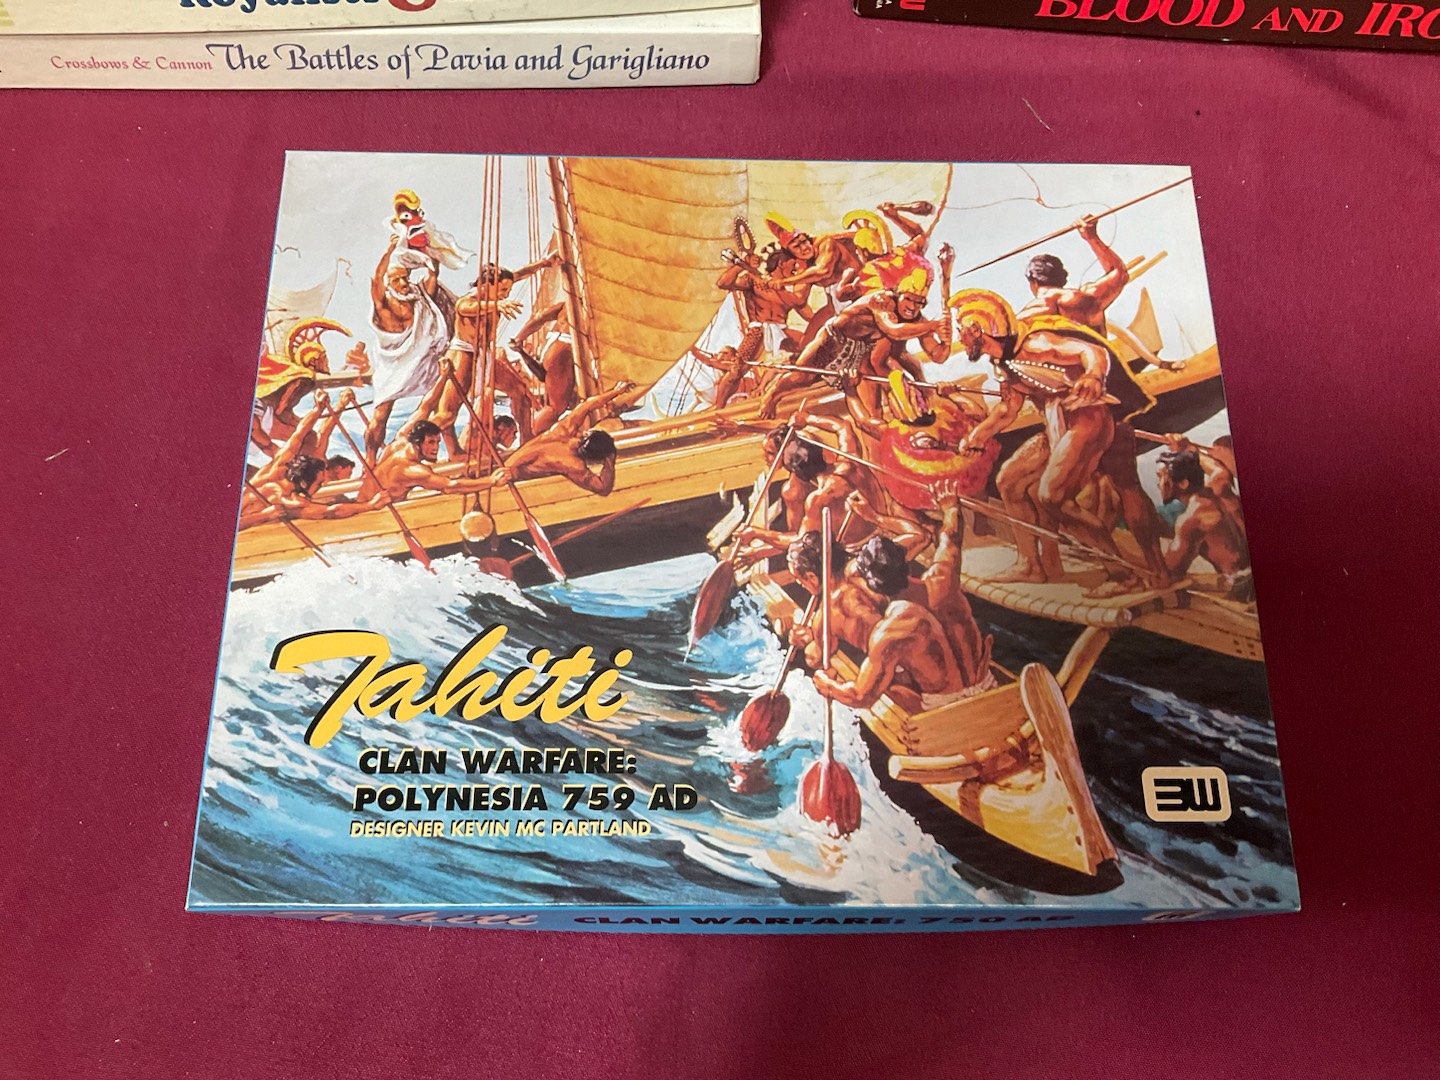 Crossbows & Cannon The Battles of Pavia and Garigliano
BLOOD AND IRO
Tahiti
CLAN WARFARE:
POLYNESIA 759 AD
DESIGNER KEVIN MC PARTLAND
3W
Tahiti CLAN WARFARE: 750 AD